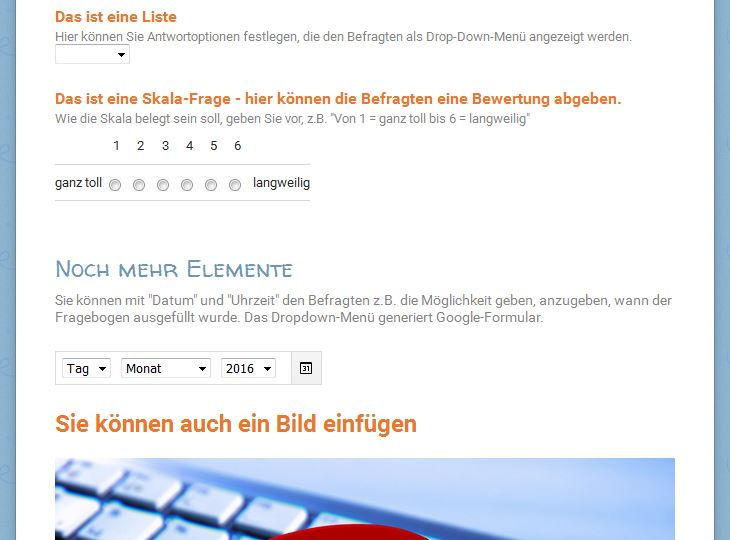 Das ist eine Liste
Hier können Sie Antwortoptionen festlegen, die den Befragten als Drop-Down-Menü angezeigt werden.
Das ist eine Skala-Frage - hier können die Befragten eine Bewertung abgeben.
Wie die Skala belegt sein soll, geben Sie vor, z.B. "Von 1 = ganz toll bis 6 = langweilig"
1 2 3 4 5 6
ganz toll langweilig
Noch mehr Elemente
Sie können mit "Datum" und "Uhrzeit" den Befragten z.B. die Möglichkeit geben, anzugeben, wann der
Fragebogen ausgefüllt wurde. Das Dropdown-Menü generiert Google-Formular.
Tag Monat 2016 31
Sie können auch ein Bild einfügen